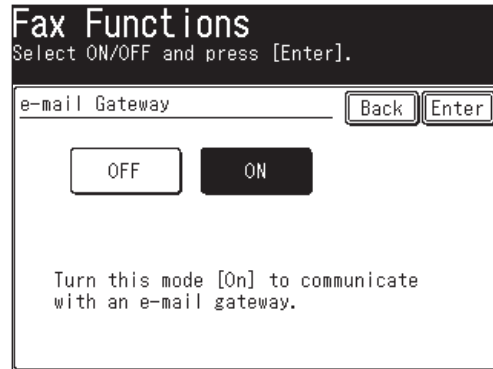 Fax Functions
Select ON/OFF and press [Enter].
e-mail Gateway Back Enter
OFF ON
Turn this mode [On] to communicate
with an e-mail gateway.